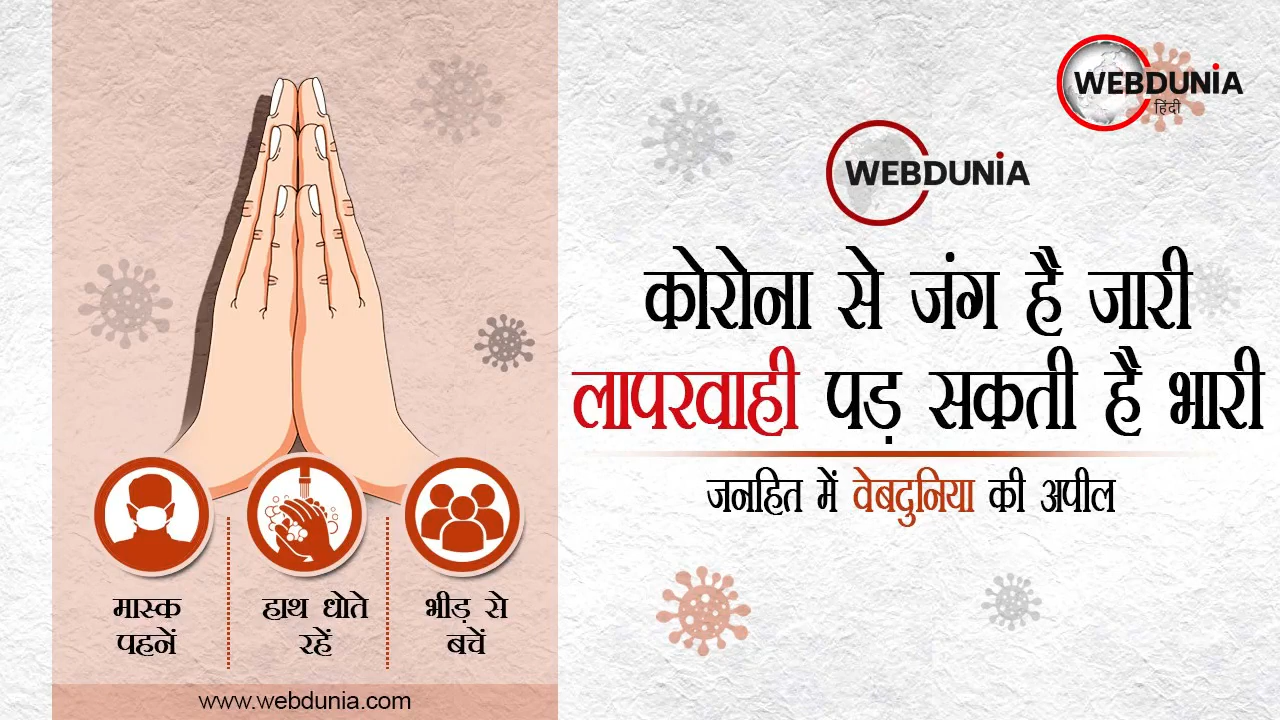 WEBDUNIA
हिंदी
WEBDUNIA
कोरोना से जंग है जारी
लापरवाही पड़ सकती है भारी
जनहित में वेबदुनिया की अपील
मास्क
पहनें
हाथ धोते
रहें
भीड़ से
बचें
www.webdunia.com